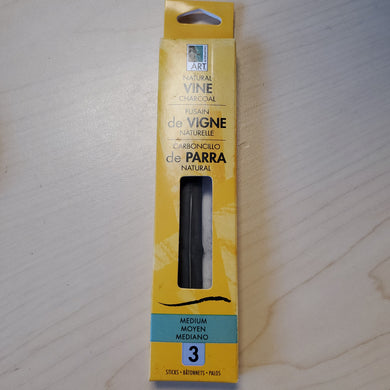 ART
NATURAL
VINE
CHARCOAL
FUSAIN
de VIGNE
NATURELLE
CARBONCILLO
de PARRA
NATURAL
MEDIUM
MOYEN
MEDIANO
3
STICKS • BÂTONNETS • PALOS